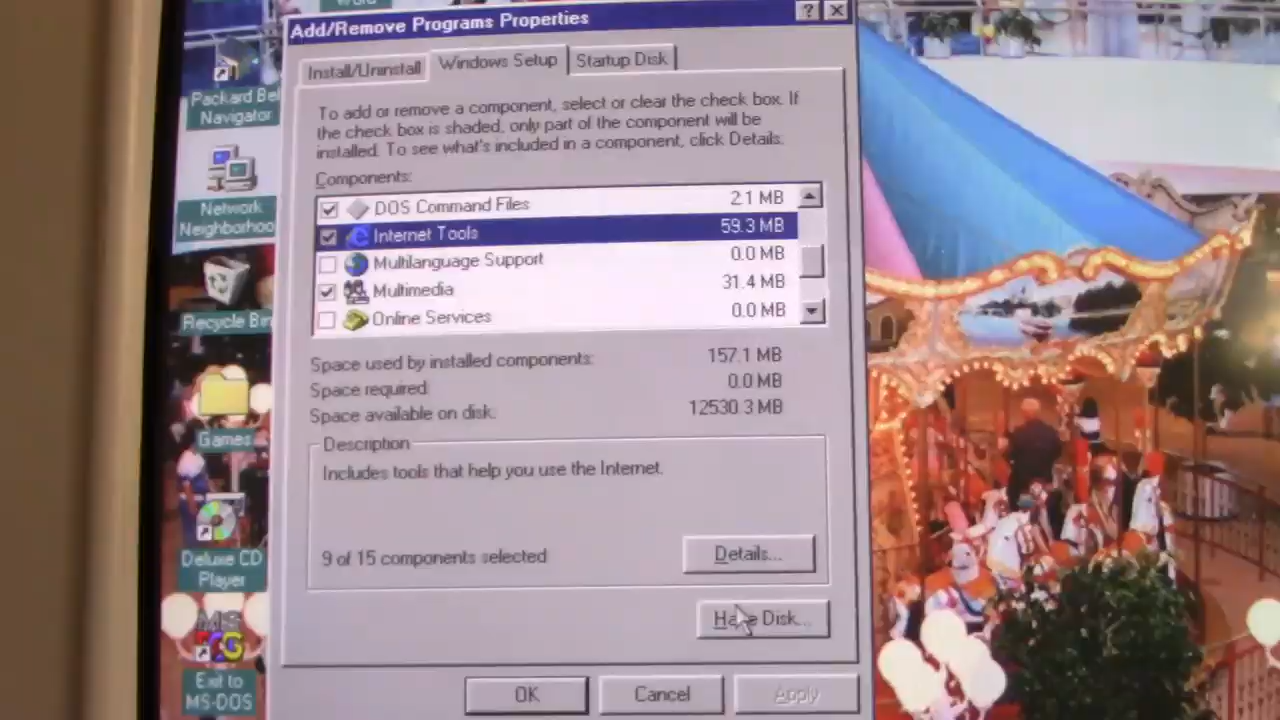 Add/Remove Programs Properties
Install/Uninstall
Windows Setup
Startup Disk
To add or remove a component, select or clear the check box. If
the check box is shaded, only part of the component will be
installed. To see what's included in a component, click Details.
Components:
DOS Command Files 2.1 MB
Internet Tools 59.3 MB
Multilanguage Support 0.0 MB
Multimedia 31.4 MB
Online Services 0.0 MB
Space used by installed components: 157.1 MB
Space required: 0.0 MB
Space available on disk: 12530.3 MB
Description
Includes tools that help you use the Internet.
9 of 15 components selected
Details...
Have Disk...
OK
Cancel
Apply
Packard Bel
Navigator
Network
Neighborhoo
Recycle Bin
Games
Deluxe CD
Player
MS
Exit to
MS-DOS